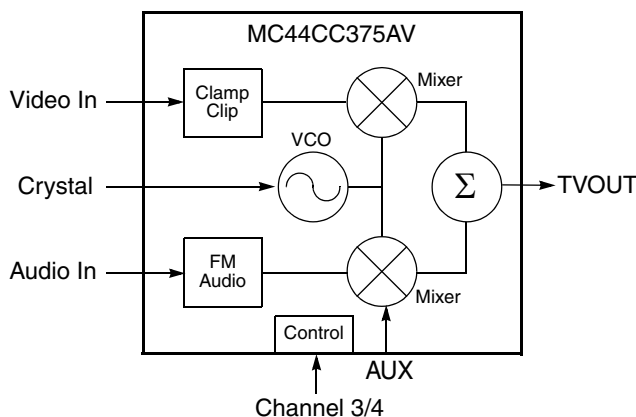 MC44CC375AV
Video In
Clamp
Clip
Mixer
VCO
Crystal
Σ
TVOUT
Audio In
FM
Audio
Mixer
Control
AUX
Channel 3/4